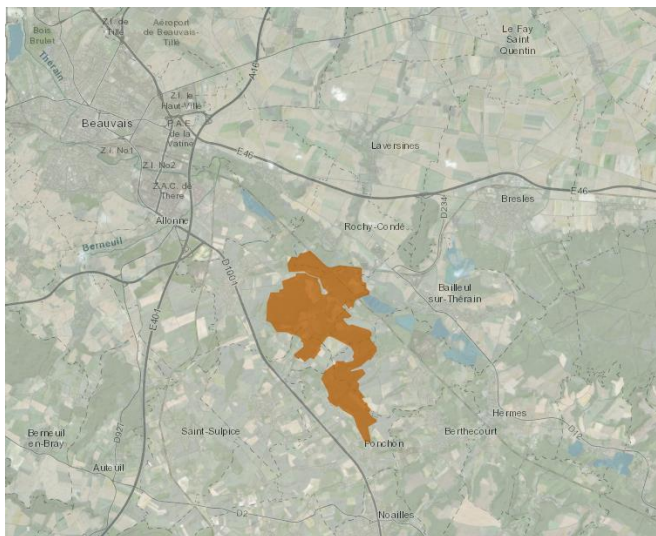 Bois
Brulet
Z.I. de
Tillé
Aéroport
de Beauvais-
Tillé
Le Fay
Saint
Quentin
Thérain
A16
Z.I. le
Haut-Ville
Beauvais
P.A.E.
de la
Vatine
Laversines
E46
Z.I. No1
Z.I. No2
Z.A.C. de
Ther
Bresles
E46
D234
Allonne
Rochy-Condé
Berneuil
D1001
Bailleul
sur-Thérain
E401
Hermes
Berneuil
en-Bray
D927
Saint-Sulpice
Berthecourt
D12
Ponchon
Auteuil
D2
Noailles